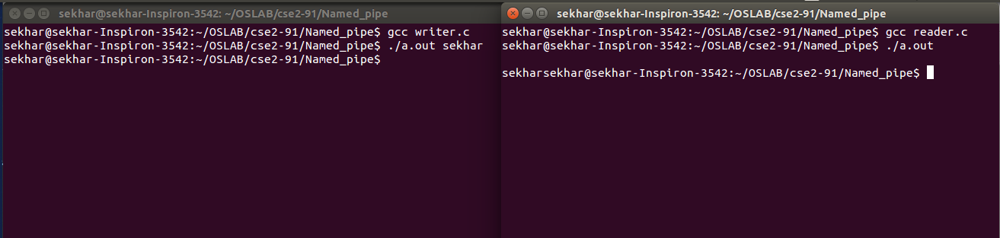 sekhar@sekhar-Inspiron-3542: ~/OSLAB/cse2-91/Named_pipe
sekhar@sekhar-Inspiron-3542:~/OSLAB/cse2-91/Named_pipe$ gcc writer.c
sekhar@sekhar-Inspiron-3542:~/OSLAB/cse2-91/Named_pipe$ ./a.out sekhar
sekhar@sekhar-Inspiron-3542:~/OSLAB/cse2-91/Named_pipe$
sekhar@sekhar-Inspiron-3542: ~/OSLAB/cse2-91/Named_pipe
sekhar@sekhar-Inspiron-3542:~/OSLAB/cse2-91/Named_pipe$ gcc reader.c
sekhar@sekhar-Inspiron-3542:~/OSLAB/cse2-91/Named_pipe$ ./a.out
sekharsekhar@sekhar-Inspiron-3542:~/OSLAB/cse2-91/Named_pipe$